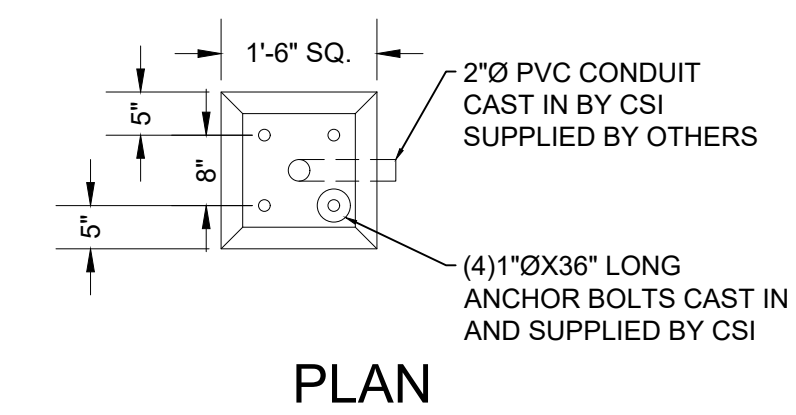 1'-6" SQ.
5"
8"
5"
2"Ø PVC CONDUIT
CAST IN BY CSI
SUPPLIED BY OTHERS
(4)1"ØX36" LONG
ANCHOR BOLTS CAST IN
AND SUPPLIED BY CSI
PLAN